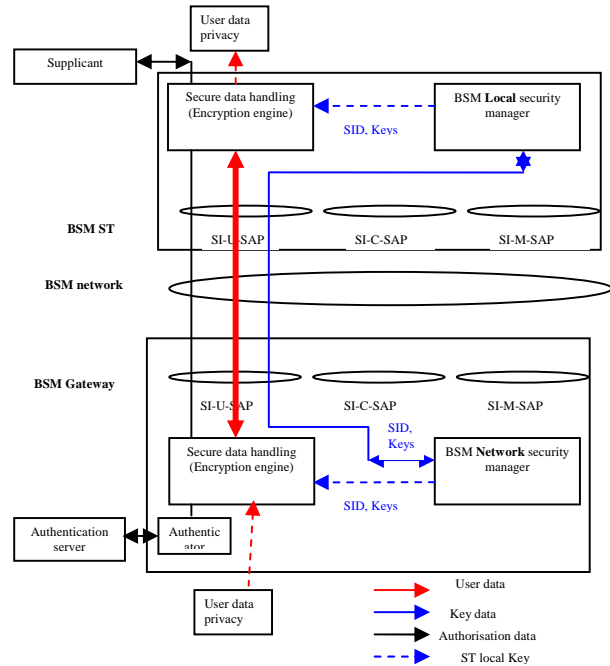 User data
privacy
Supplicant
Secure data handling
(Encryption engine)
BSM Local security
manager
SID, Keys
BSM ST
SI-U-SAP
SI-C-SAP
SI-M-SAP
BSM network
BSM Gateway
SI-U-SAP
SI-C-SAP
SI-M-SAP
SID,
Keys
Secure data handling
(Encryption engine)
BSM Network security
manager
SID, Keys
Authentication
server
Authentic
ator
User data
privacy
User data
Key data
Authorisation data
ST local Key